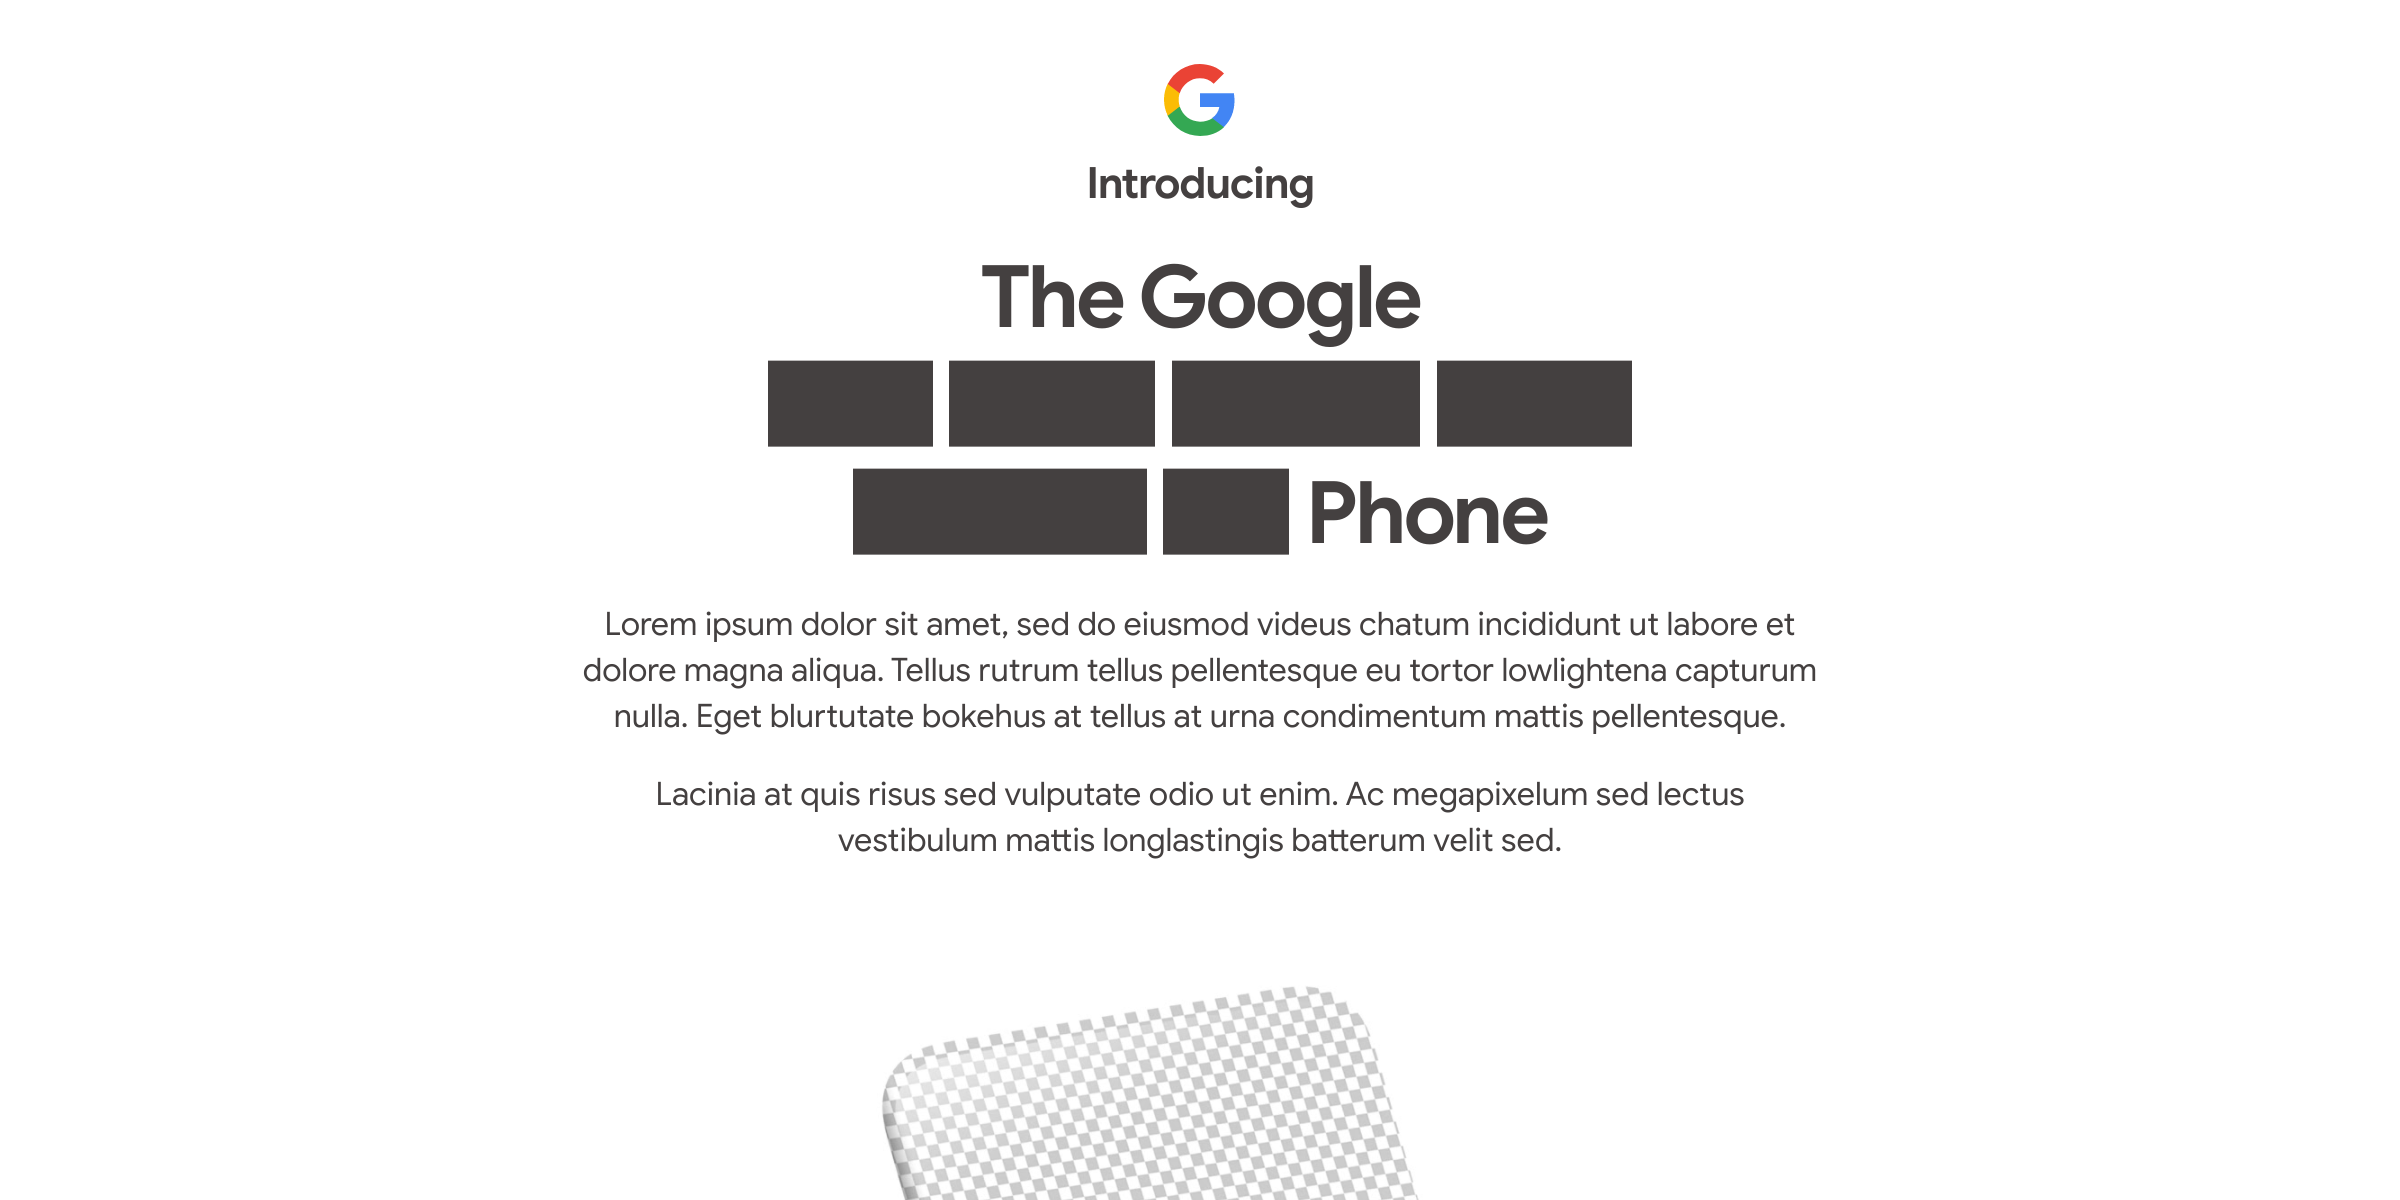 Introducing
The Google
Phone
Lorem ipsum dolor sit amet, sed do eiusmod videus chatum incididunt ut labore et
dolore magna aliqua. Tellus rutrum tellus pellentesque eu tortor lowlightena capturum
nulla. Eget blurtutate bokehus at tellus at urna condimentum mattis pellentesque.
Lacinia at quis risus sed vulputate odio ut enim. Ac megapixelum sed lectus
vestibulum mattis longlastingis batterum velit sed.